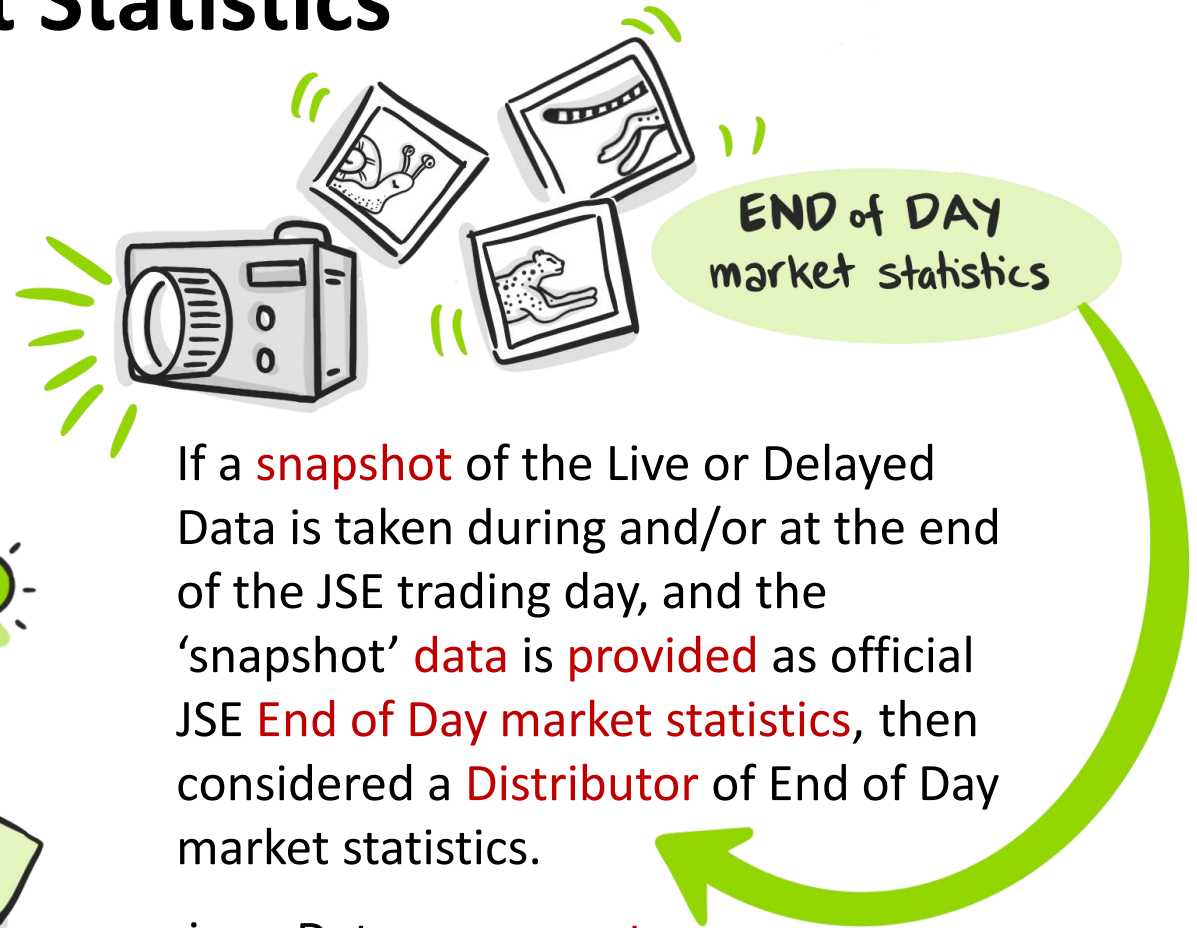 t Statistics
END of DAY
market statistics
If a snapshot of the Live or Delayed
Data is taken during and/or at the end
of the JSE trading day, and the
‘snapshot’ data is provided as official
JSE End of Day market statistics, then
considered a Distributor of End of Day
market statistics.